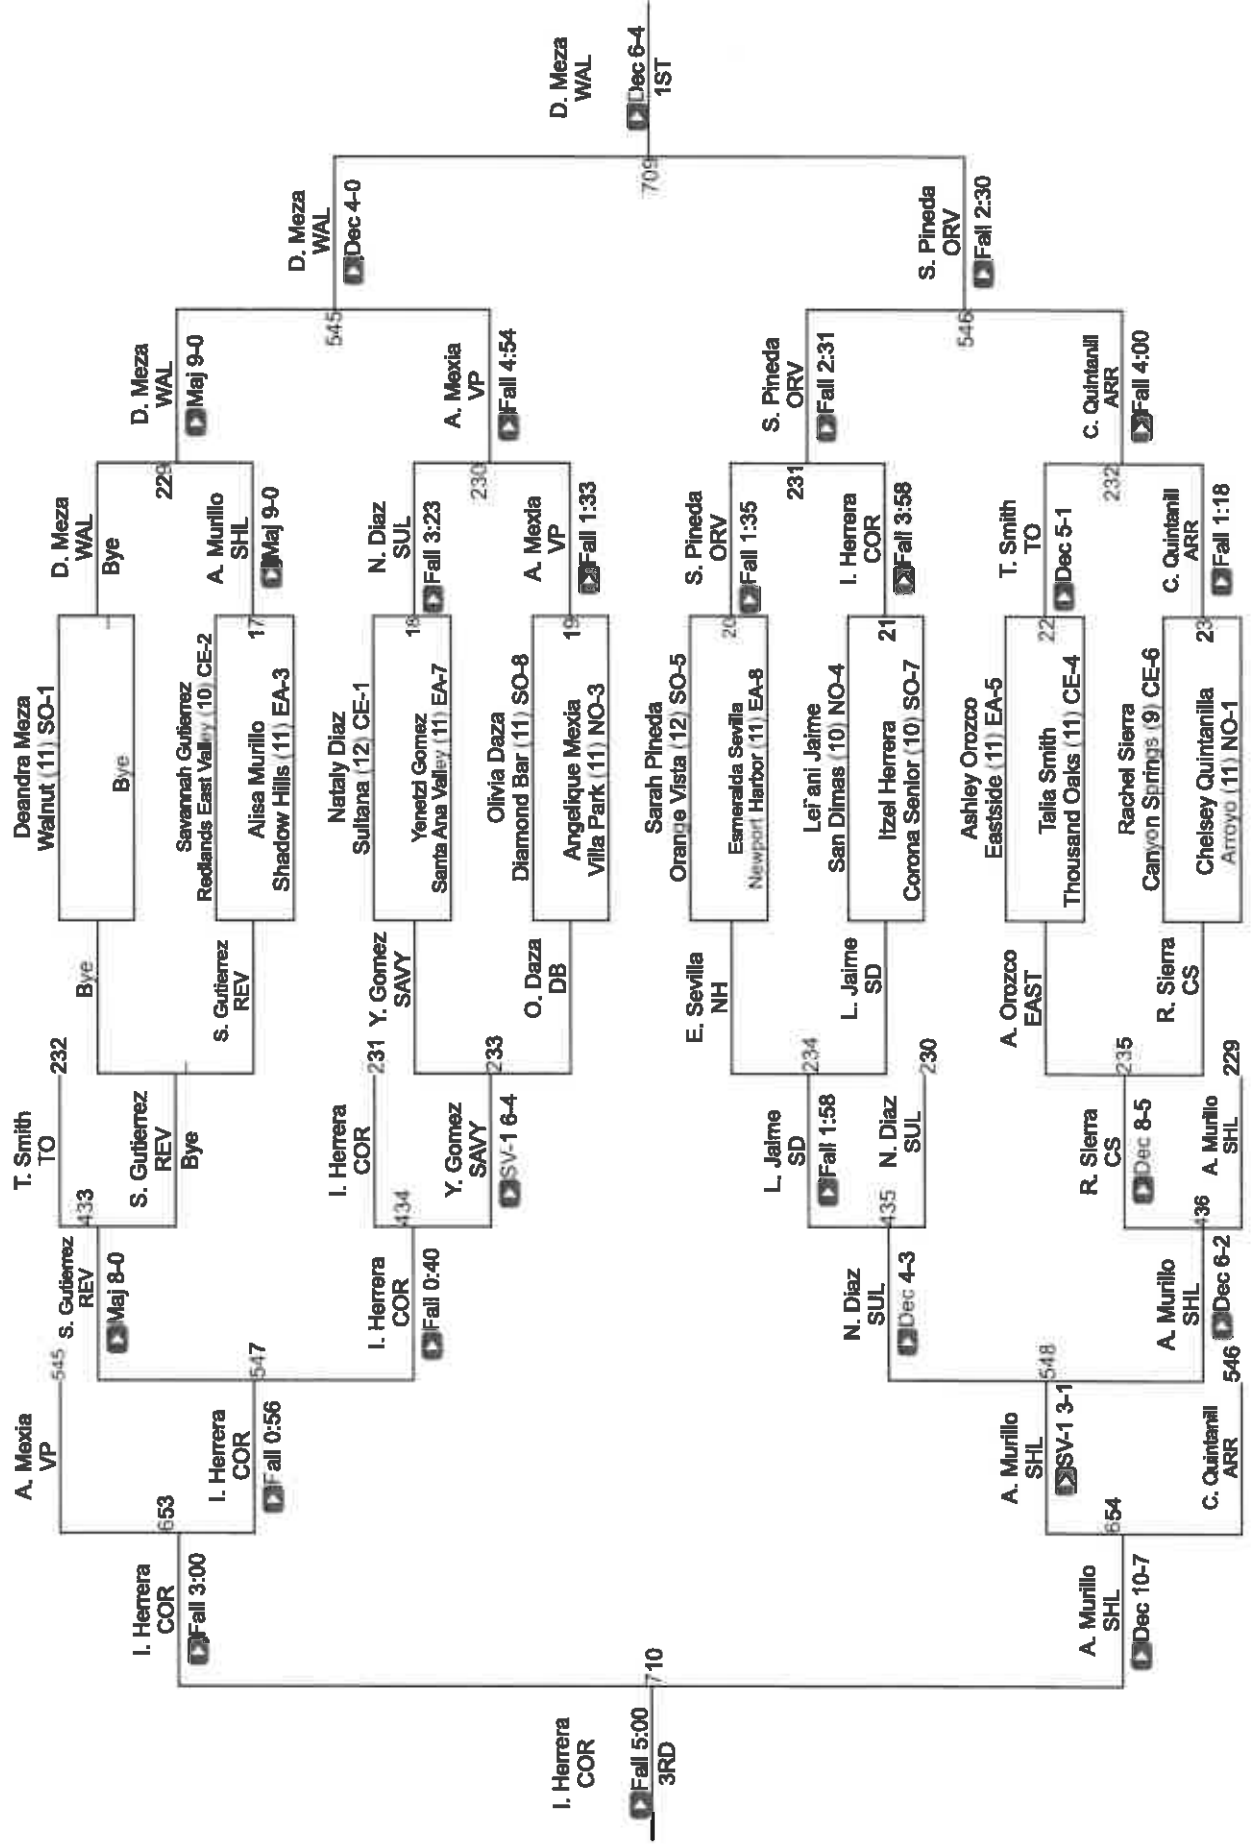 Deandra Meza
Walnut (11) SO-1
Bye
Savannah Gutierrez
Redlands East Valley (10) CE-2
Alisa Murillo
Shadow Hills (11) EA-3
17
Nataly Diaz
Sultana (12) CE-1
Yenetzi Gomez
Santa Ana Valley (11) EA-7
18
Olivia Daza
Diamond Bar (11) SO-8
Angelique Mexia
Villa Park (11) NO-3
19
Sarah Pineda
Orange Vista (12) SO-5
Esmeralda Sevilla
Newport Harbor (11) EA-8
20
Lei'ani Jaime
San Dimas (10) NO-4
Itzel Herrera
Corona Senior (10) SO-7
21
Ashley Orozco
Eastside (11) EA-5
Talia Smith
Thousand Oaks (11) CE-4
22
Rachel Sierra
Canyon Springs (9) CE-6
Chelsey Quintanilla
Arroyo (11) NO-1
23
D. Meza
WAL
Bye
229
A. Murillo
SHL
Maj 9-0
N. Diaz
SUL
Fall 3:23
230
A. Mexia
VP
Fall 1:33
S. Pineda
ORV
Fall 1:35
231
I. Herrera
COR
Fall 3:58
T. Smith
TO
Dec 5-1
232
C. Quintanill
ARR
Fall 1:18
D. Meza
WAL
Maj 9-0
545
A. Mexia
VP
Fall 4:54
S. Pineda
ORV
Fall 2:31
546
C. Quintanill
ARR
Fall 4:00
D. Meza
WAL
Dec 4-0
709
S. Pineda
ORV
Fall 2:30
D. Meza
WAL
Dec 6-4
1ST
Bye
S. Gutierrez
REV
Y. Gomez
SAVY
233
O. Daza
DB
E. Sevilla
NH
234
L. Jaime
SD
A. Orozco
EAST
235
R. Sierra
CS
T. Smith
TO
232
433
S. Gutierrez
REV
Bye
I. Herrera
COR
231
434
Y. Gomez
SAVY
SV-1 6-4
L. Jaime
SD
Fall 1:58
435
N. Diaz
SUL
230
R. Sierra
CS
Dec 8-5
436
A. Murillo
SHL
229
S. Gutierrez
REV
Maj 8-0
547
I. Herrera
COR
Fall 0:40
N. Diaz
SUL
Dec 4-3
548
A. Murillo
SHL
Dec 6-2
A. Mexia
VP
545
653
I. Herrera
COR
Fall 0:56
A. Murillo
SHL
SV-1 3-1
654
C. Quintanill
ARR
546
I. Herrera
COR
Fall 3:00
710
A. Murillo
SHL
Dec 10-7
I. Herrera
COR
Fall 5:00
3RD